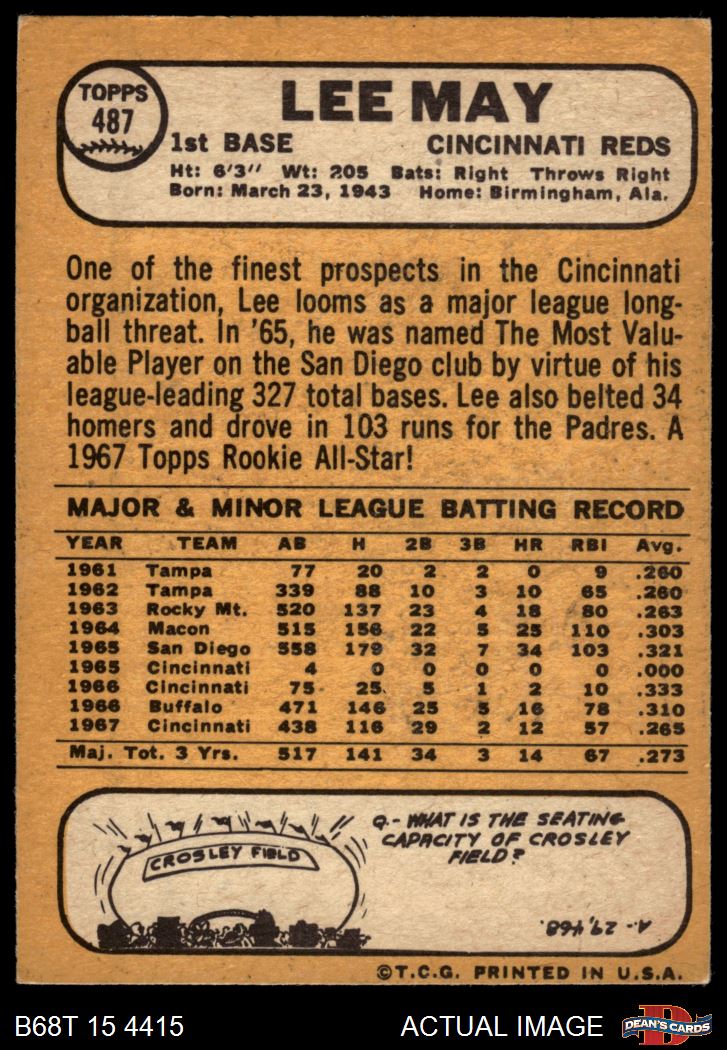 TOPPS
487
LEE MAY
1st BASE CINCINNATI REDS
Ht: 6'3" Wt: 205 Bats: Right Throws Right
Born: March 23, 1943 Home: Birmingham, Ala.
One of the finest prospects in the Cincinnati
organization, Lee looms as a major league long-
ball threat. In '65, he was named The Most Valu-
able Player on the San Diego club by virtue of his
league-leading 327 total bases. Lee also belted 34
homers and drove in 103 runs for the Padres. A
1967 Topps Rookie All-Star!
MAJOR & MINOR LEAGUE BATTING RECORD
YEAR TEAM AB H 2B 3B HR RBI Avg.
1961 Tampa 77 20 2 2 0 9 .260
1962 Tampa 339 88 10 3 10 65 .260
1963 Rocky Mt. 520 137 23 4 18 80 .263
1964 Macon 515 156 22 5 25 110 .303
1965 San Diego 558 179 32 7 34 103 .321
1965 Cincinnati 4 0 0 0 0 0 .000
1966 Cincinnati 75 25 5 1 2 10 .333
1966 Buffalo 471 146 25 5 16 78 .310
1967 Cincinnati 438 116 29 2 12 57 .265
Maj. Tot. 3 Yrs. 517 141 34 3 14 67 .273
CROSLEY FIELD
Q.- WHAT IS THE SEATING
CAPACITY OF CROSLEY
FIELD?
A.- 29,468.
©T.C.G. PRINTED IN U.S.A.
B68T 15 4415 ACTUAL IMAGE
D
DEAN'S CARDS